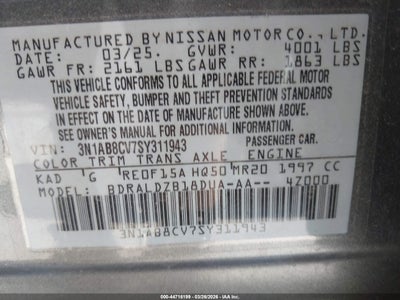 MANUFACTURED BY NISSAN MOTOR CO., LTD.
DATE: 03/25. GVWR: 4001 LBS
GAWR FR: 2161 LBS GAWR RR: 1863 LBS
THIS VEHICLE CONFORMS TO ALL APPLICABLE FEDERAL MOTOR
VEHICLE SAFETY, BUMPER AND THEFT PREVENTION STANDARDS
IN EFFECT ON THE DATE OF MANUFACTURE SHOWN ABOVE.
SEE OWNER'S MANUAL FOR ADDITIONAL INFORMATION.
VIN: 3N1AB8CV7SY311943 PASSENGER CAR.
COLOR TRIM TRANS AXLE ENGINE
KAD G RE0F15A HQ50 MR20 1997 CC
MODEL: BDRALDZB18DUA-AA-- 4Z000
3N1AB8CV7SY311943
000-44716199 03/26/2026 IAA, Inc.